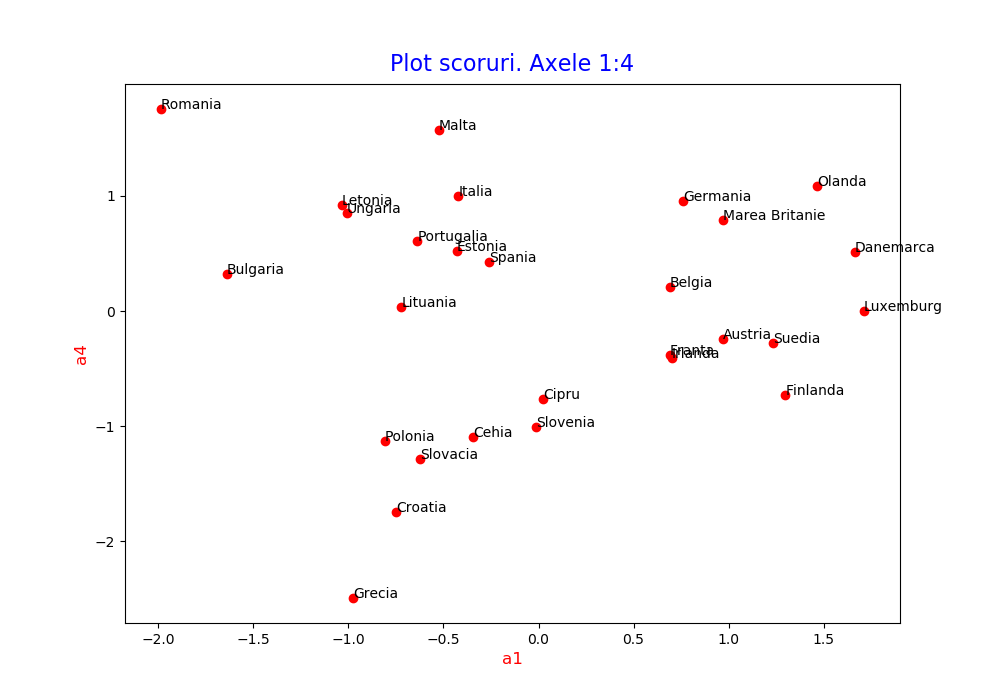 Plot scoruri. Axele 1:4
Romania
Malta
Olanda
Italia
Germania
Letonia
Ungaria
Marea Britanie
Portugalia
Estonia
Danemarca
Spania
Bulgaria
Belgia
Lituania
Luxemburg
Austria
Suedia
Franta
Irlanda
Finlanda
Cipru
Slovenia
Cehia
Polonia
Slovacia
Croatia
Grecia
1
0
−1
−2
a4
−2.0 −1.5 −1.0 −0.5 0.0 0.5 1.0 1.5
a1